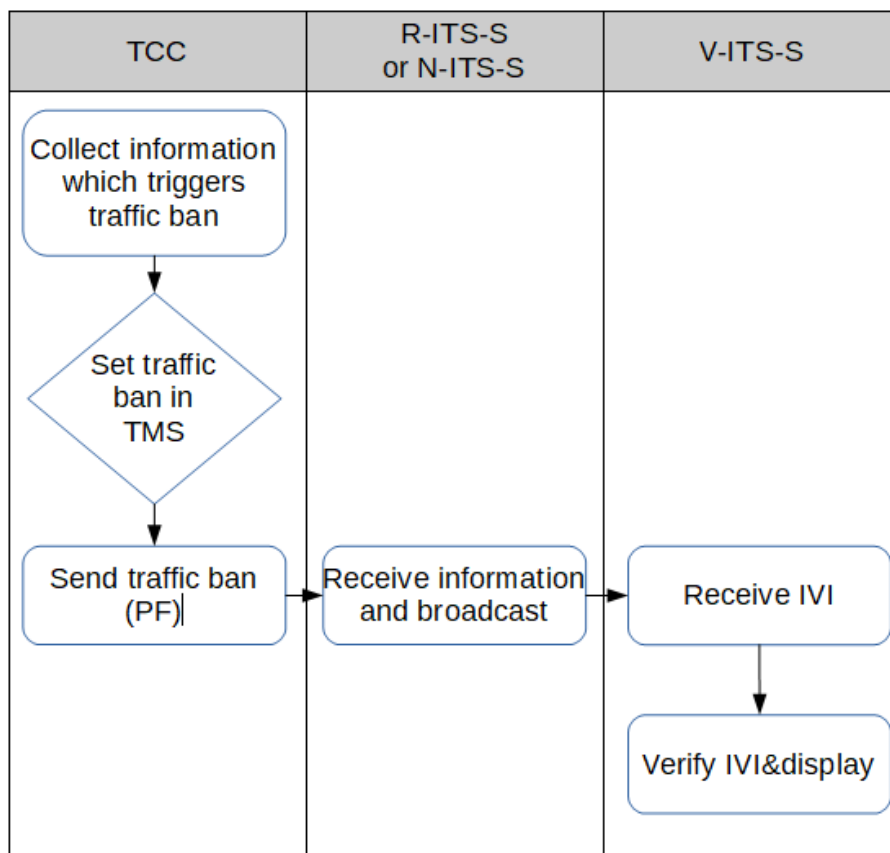 TCC
R-ITS-S
or N-ITS-S
V-ITS-S
Collect information
which triggers
traffic ban
Set traffic
ban in
TMS
Send traffic ban
(PF)
Receive information
and broadcast
Receive IVI
Verify IVI&display